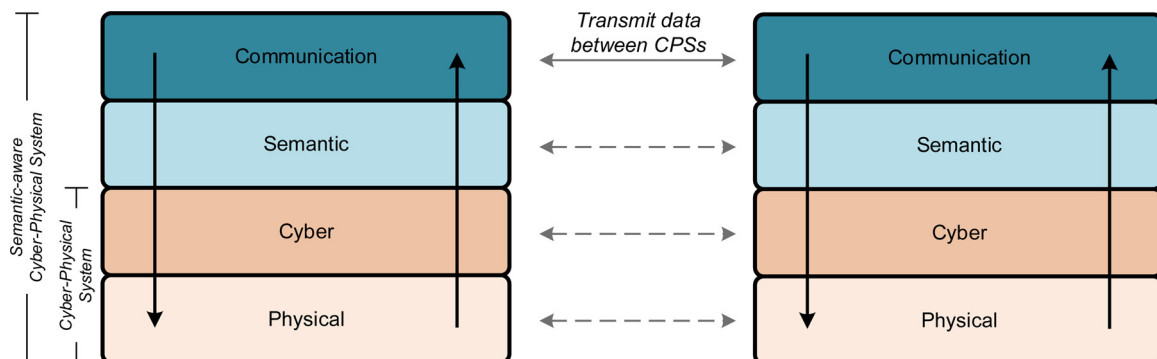 Semantic-aware
Cyber-Physical System
Cyber-Physical
System
Communication
Semantic
Cyber
Physical
Transmit data
between CPSs
Communication
Semantic
Cyber
Physical